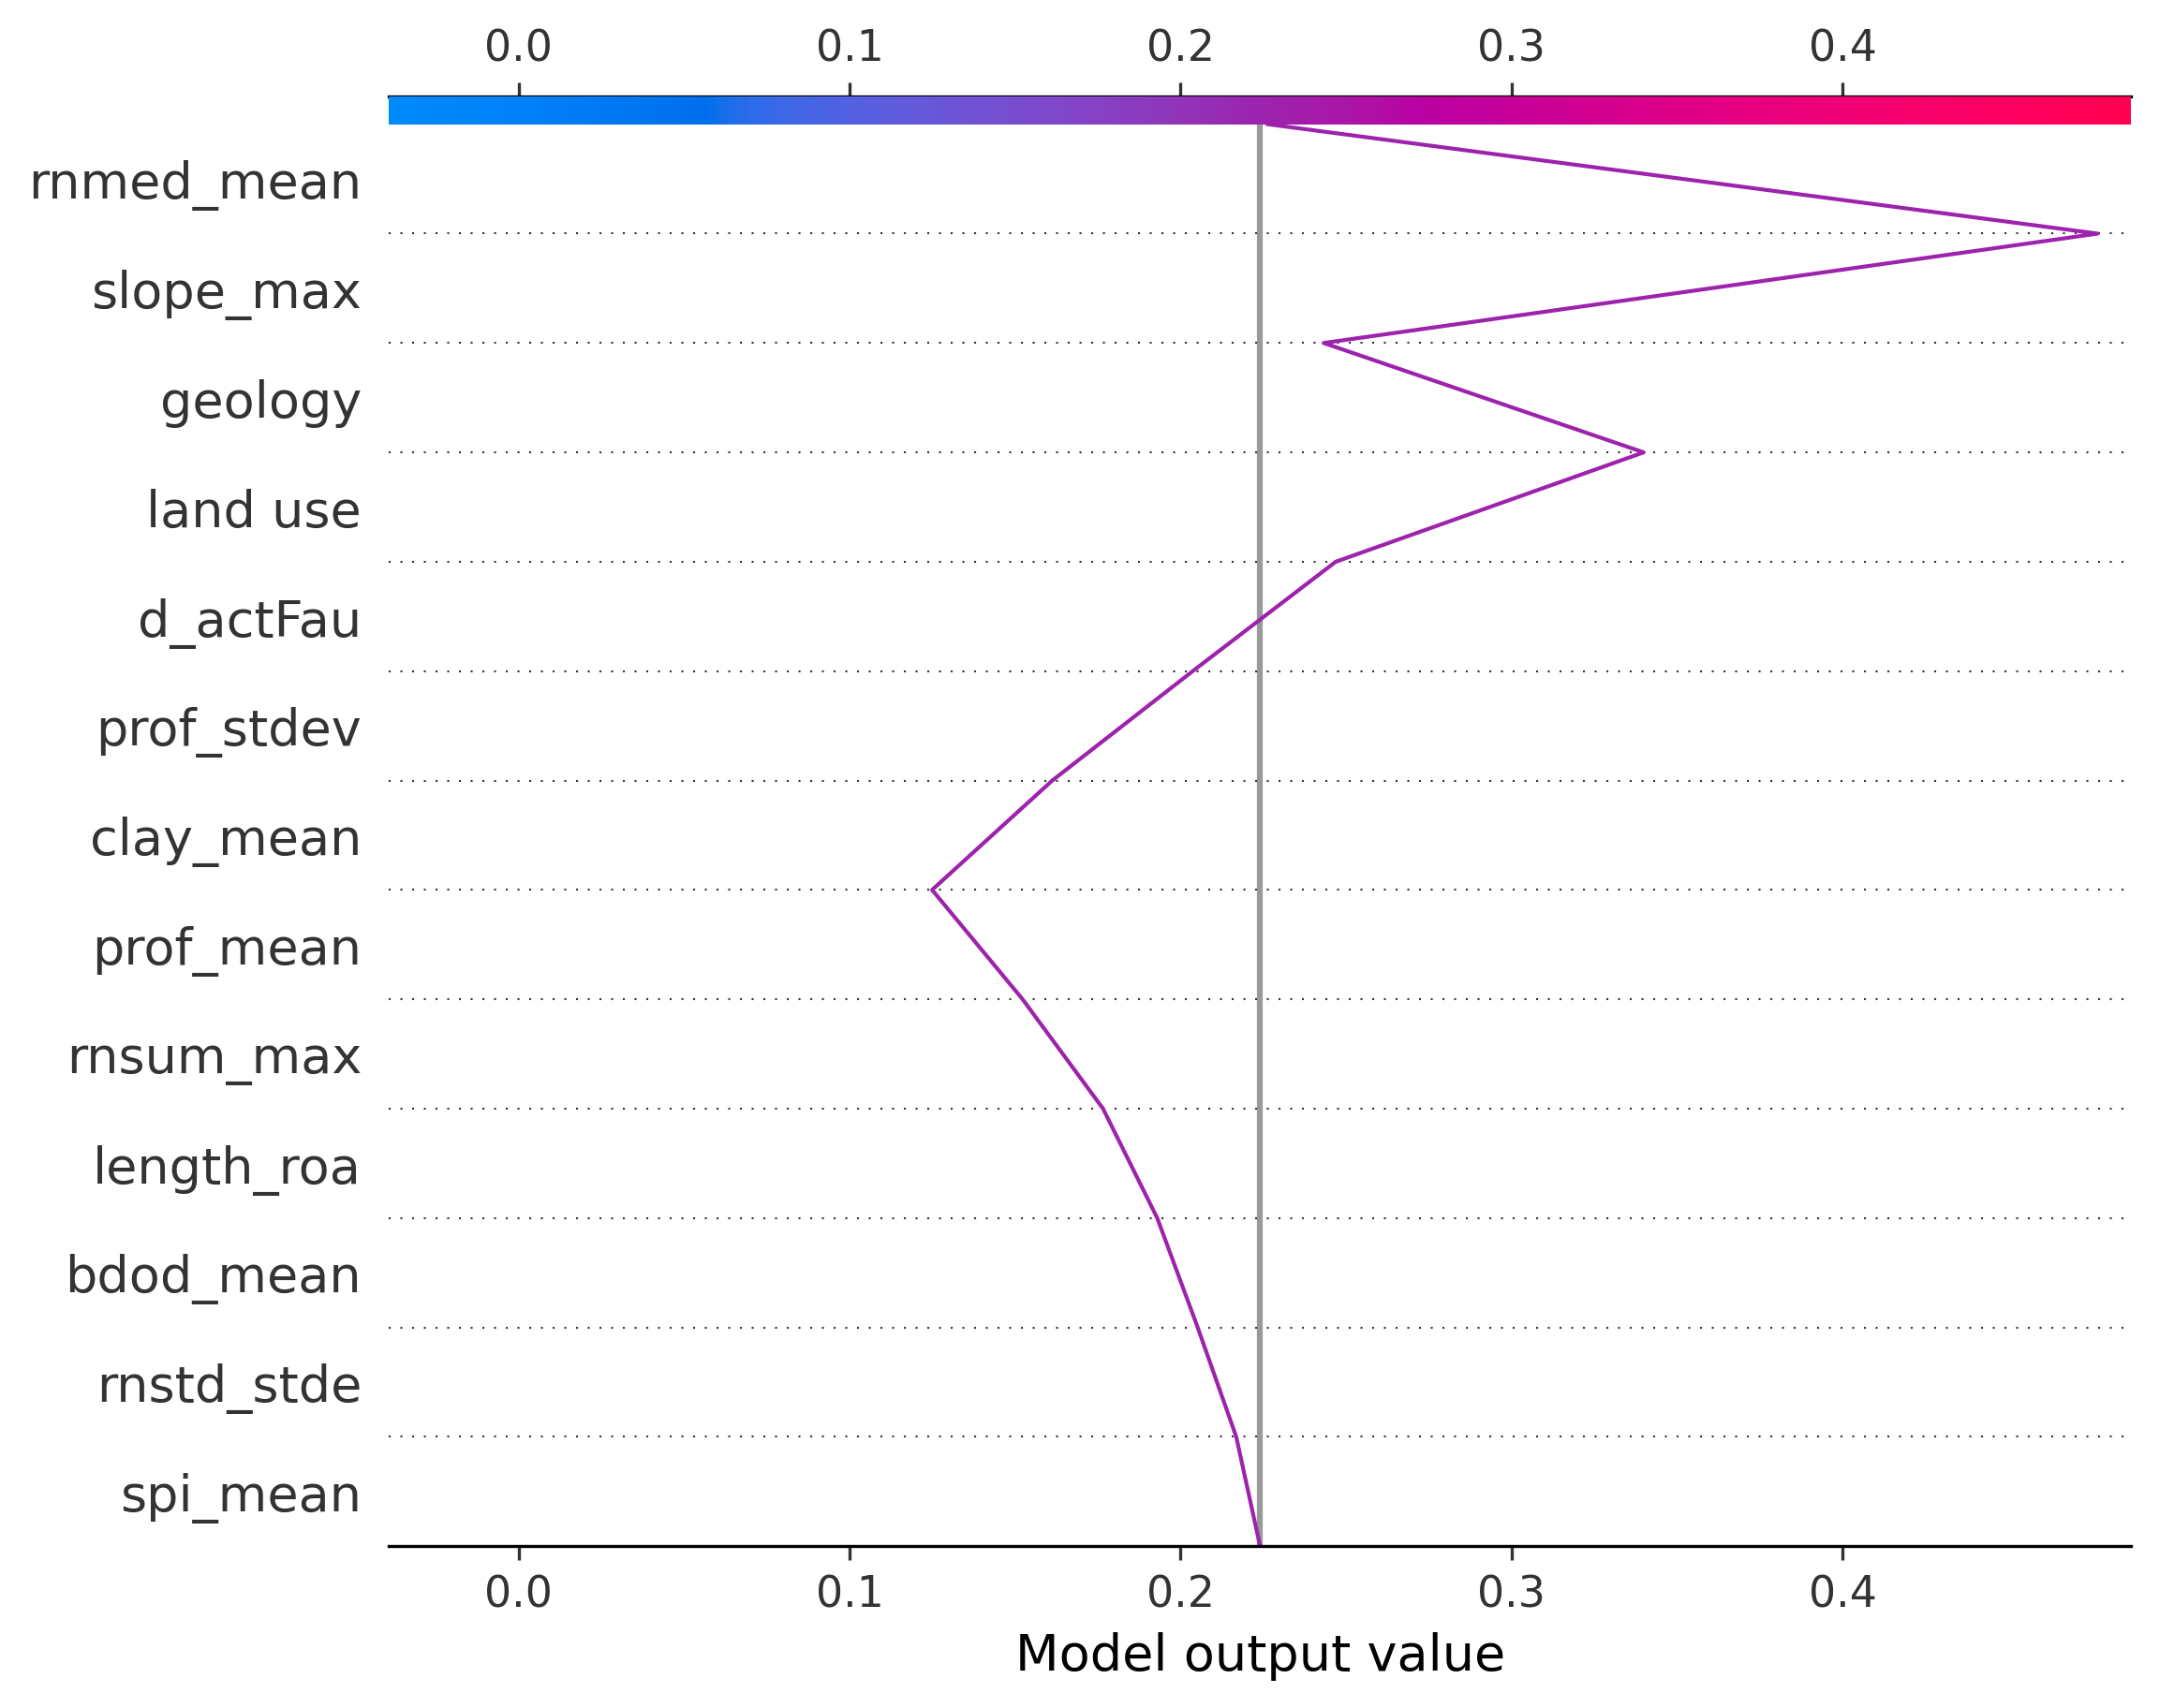 0.0 0.1 0.2 0.3 0.4
rnmed_mean
slope_max
geology
land use
d_actFau
prof_stdev
clay_mean
prof_mean
rnsum_max
length_roa
bdod_mean
rnstd_stde
spi_mean
0.0 0.1 0.2 0.3 0.4
Model output value